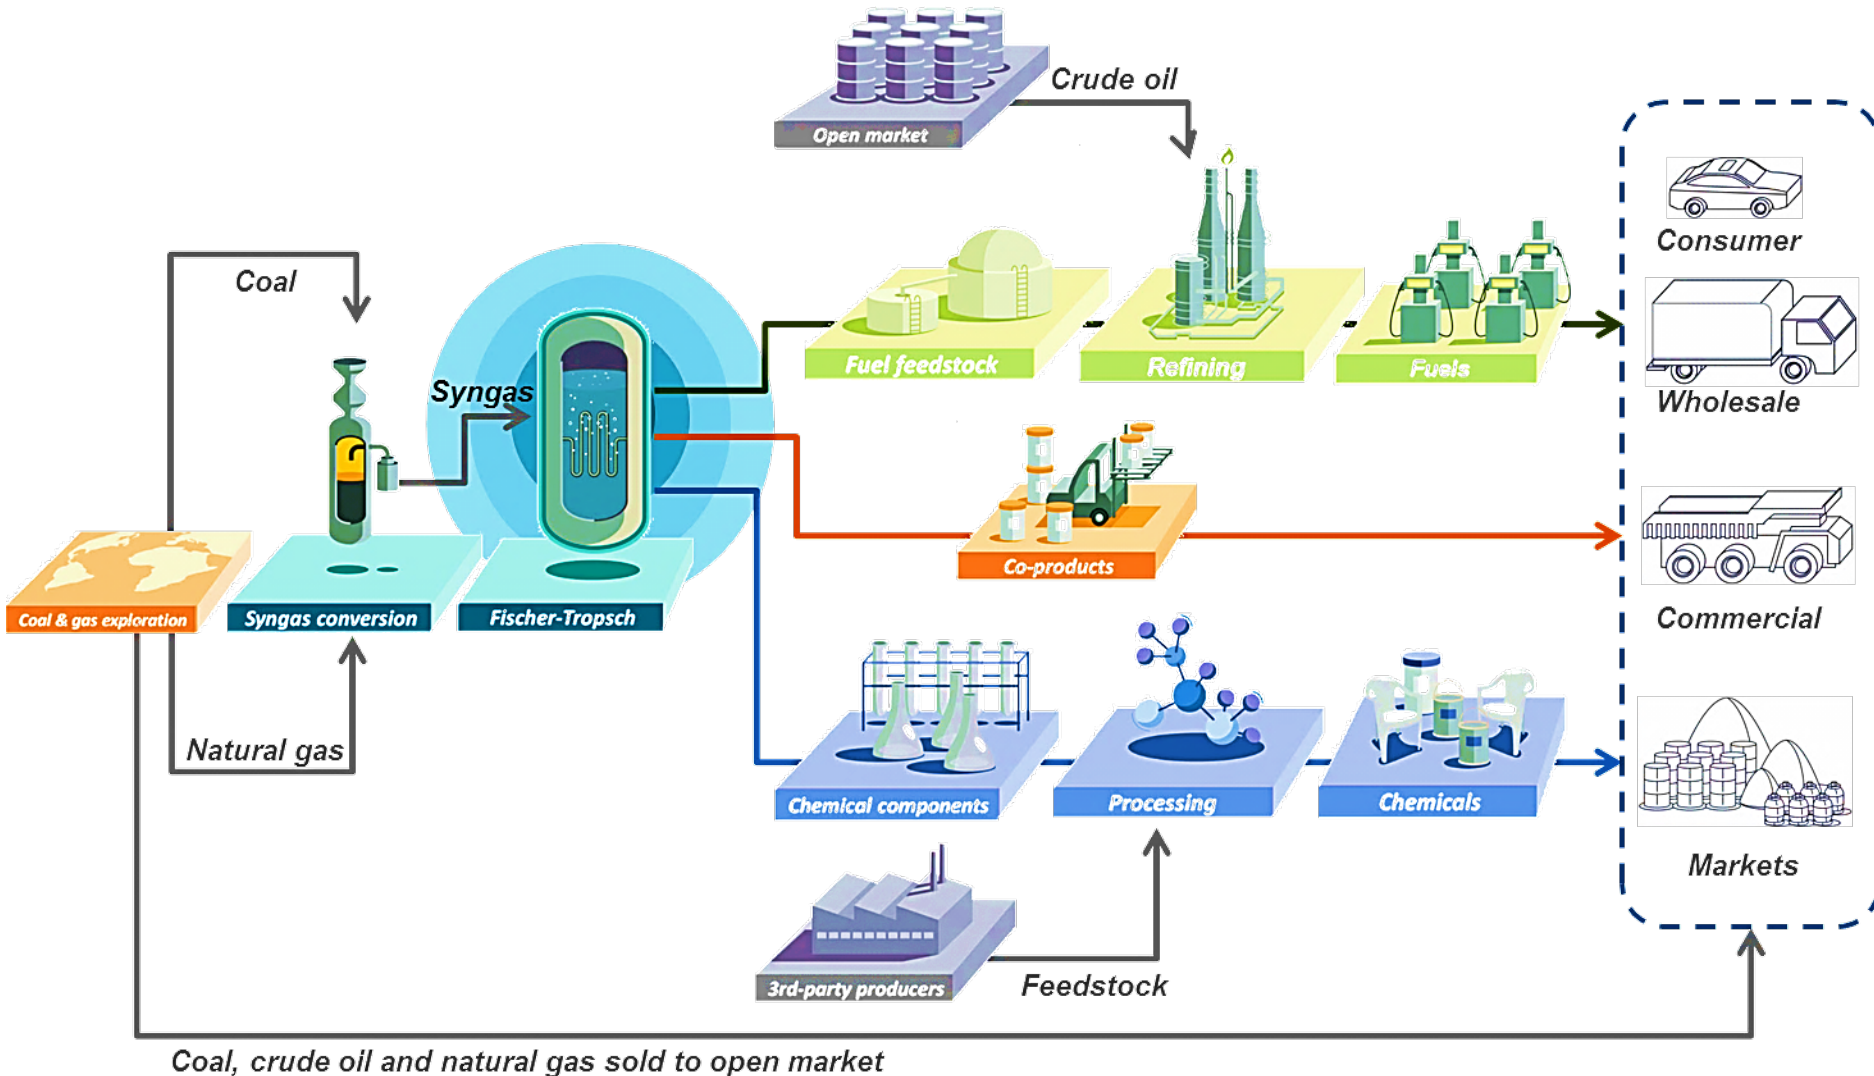 Crude oil
Open market
Consumer
Coal
Syngas
Fuel feedstock
Refining
Fuels
Wholesale
Co-products
Coal & gas exploration
Syngas conversion
Fischer-Tropsch
Commercial
Natural gas
Chemical components
Processing
Chemicals
Markets
3rd-party producers
Feedstock
Coal, crude oil and natural gas sold to open market